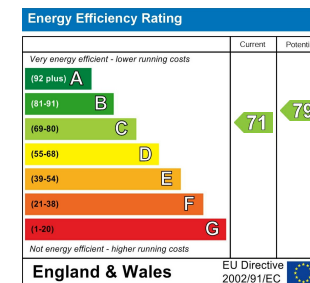 Energy Efficiency Rating
Current Potenti
Very energy efficient - lower running costs
(92 plus) A
(81-91) B
(69-80) C
(55-68) D
(39-54) E
(21-38) F
(1-20) G
71
79
Not energy efficient - higher running costs
England & Wales
EU Directive
2002/91/EC